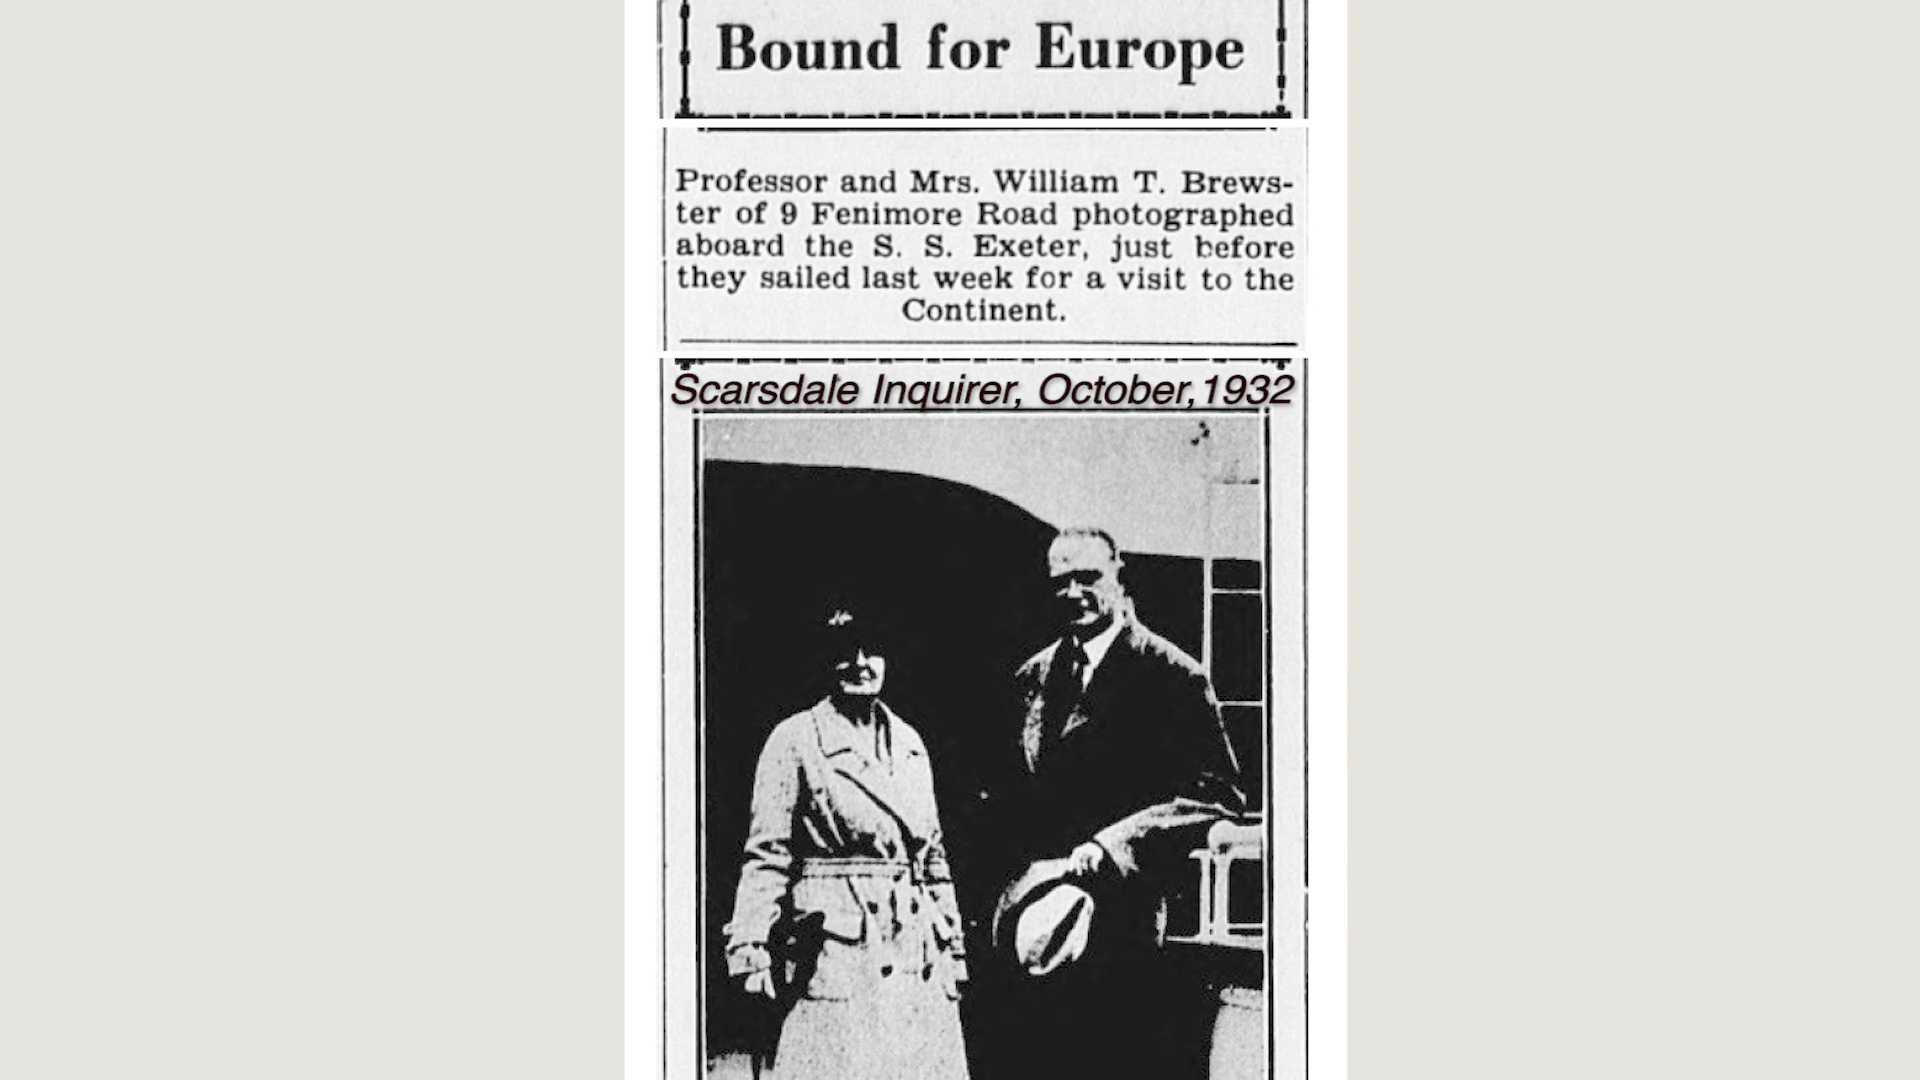 Bound for Europe
Professor and Mrs. William T. Brews-
ter of 9 Fenimore Road photographed
aboard the S. S. Exeter, just before
they sailed last week for a visit to the
Continent.
Scarsdale Inquirer, October,1932